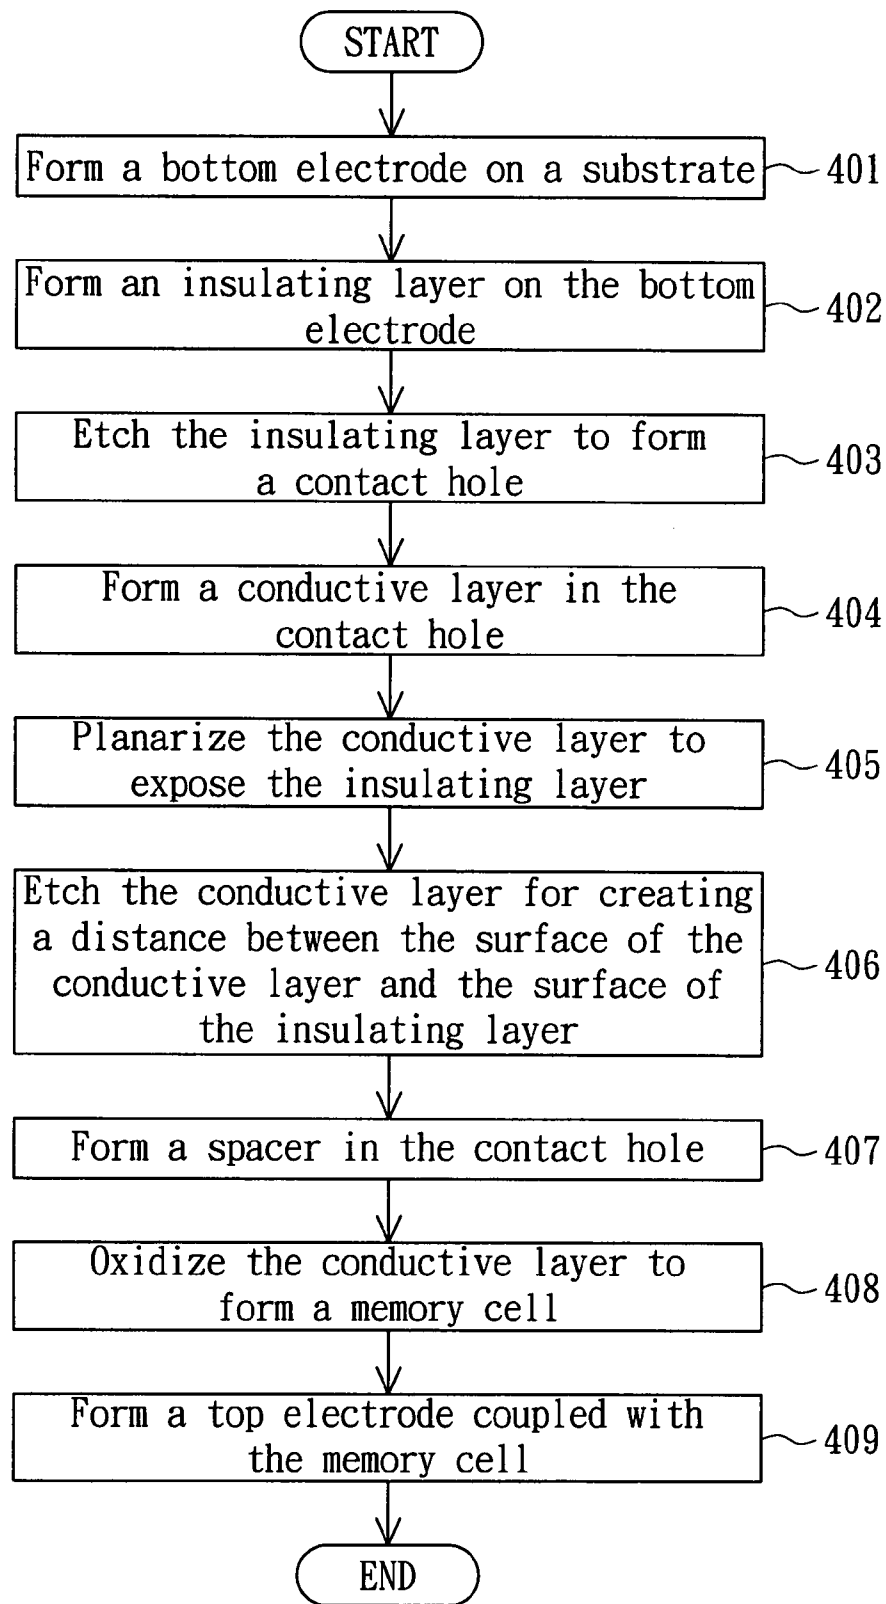 START
Form a bottom electrode on a substrate
401
Form an insulating layer on the bottom
electrode
402
Etch the insulating layer to form
a contact hole
403
Form a conductive layer in the
contact hole
404
Planarize the conductive layer to
expose the insulating layer
405
Etch the conductive layer for creating
a distance between the surface of the
conductive layer and the surface of
the insulating layer
406
Form a spacer in the contact hole
407
Oxidize the conductive layer to
form a memory cell
408
Form a top electrode coupled with
the memory cell
409
END